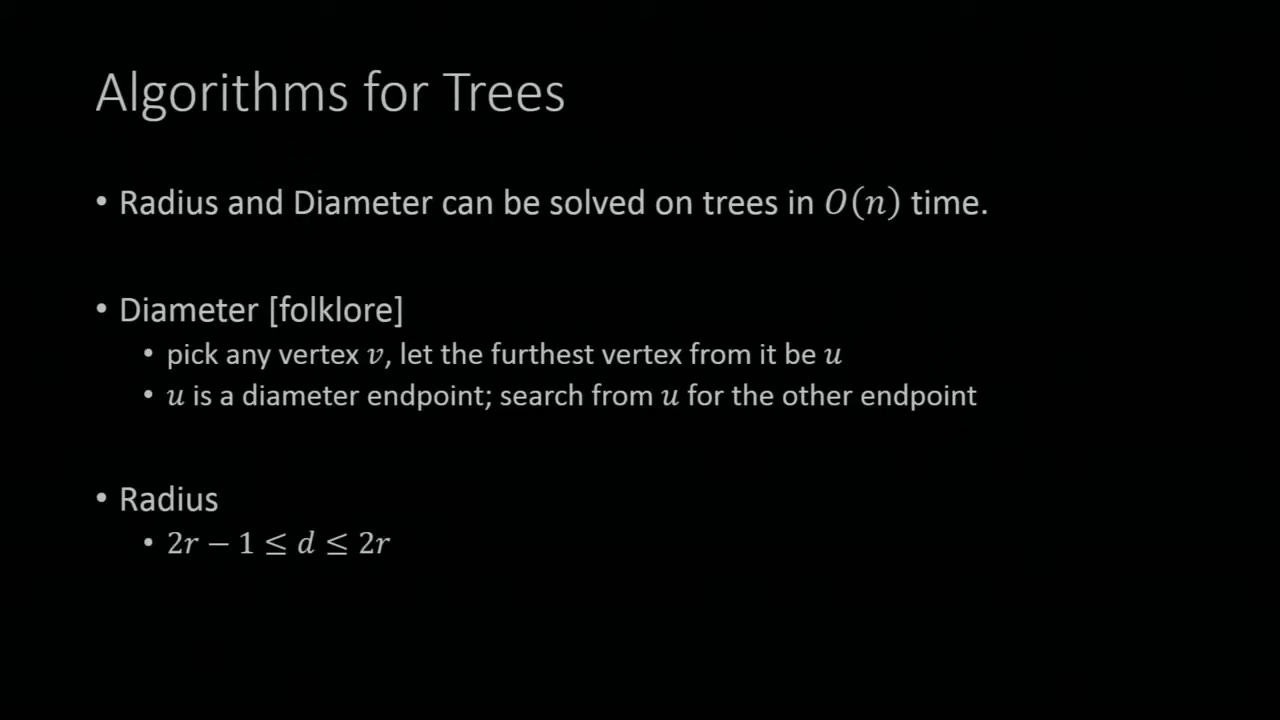 Algorithms for Trees
• Radius and Diameter can be solved on trees in O(n) time.
• Diameter [folklore]
• pick any vertex v, let the furthest vertex from it be u
• u is a diameter endpoint; search from u for the other endpoint
• Radius
• 2r − 1 ≤ d ≤ 2r